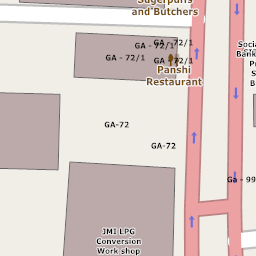 Sugerpuffs
and Butchers
GA - 72/1
GA - 72/1
GA - 72/1
GA - 72/1
Panshi
Restaurant
Social
Bank
GA-72
GA-72
Ga - 99
JMI LPG
Conversion
Work shop